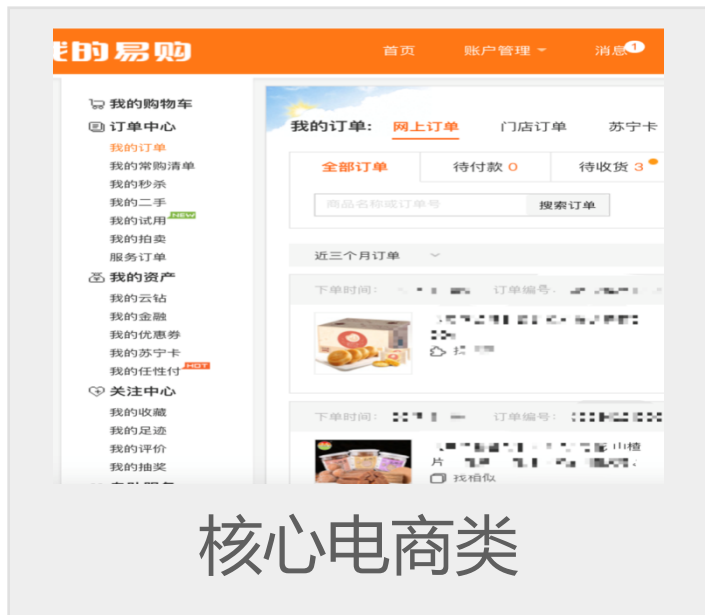 我的易购
首页 账户管理 消息 1
我的购物车
订单中心
我的订单
我的常购清单
我的秒杀
我的二手
我的试用 NEW
我的拍卖
服务订单
我的资产
我的云钻
我的金融
我的优惠券
我的苏宁卡
我的任性付 HOT
关注中心
我的收藏
我的足迹
我的评价
我的抽奖
我的订单: 网上订单 门店订单 苏宁卡
全部订单 待付款 0 待收货 3
商品名称或订单号 搜索订单
近三个月订单
下单时间: 订单编号:
找
下单时间: 订单编号:
山楂
片
找相似
核心电商类